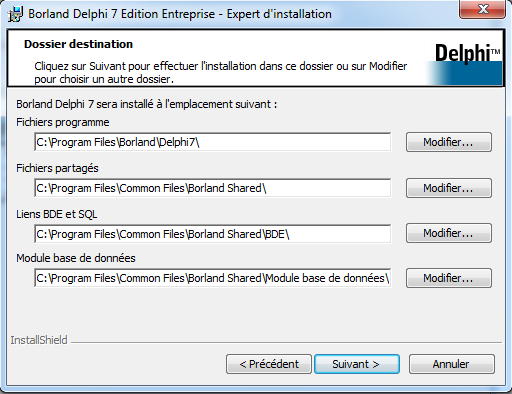 Borland Delphi 7 Edition Entreprise - Expert d'installation
Dossier destination
Cliquez sur Suivant pour effectuer l'installation dans ce dossier ou sur Modifier
pour choisir un autre dossier.
Delphi™
Borland Delphi 7 sera installé à l'emplacement suivant :
Fichiers programme
C:\Program Files\Borland\Delphi7\
Modifier...
Fichiers partagés
C:\Program Files\Common Files\Borland Shared\
Modifier...
Liens BDE et SQL
C:\Program Files\Common Files\Borland Shared\BDE\
Modifier...
Module base de données
C:\Program Files\Common Files\Borland Shared\Module base de données\
Modifier...
InstallShield
< Précédent
Suivant >
Annuler